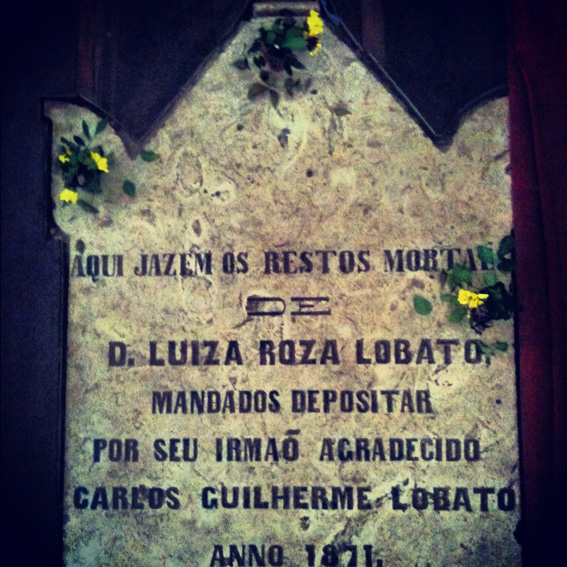 AQUI JAZEM OS RESTOS MORTAES
DE
D. LUIZA ROZA LOBATO,
MANDADOS DEPOSITAR
POR SEU IRMAÕ AGRADECIDO
CARLOS GUILHERME LOBATO
ANNO 1871.